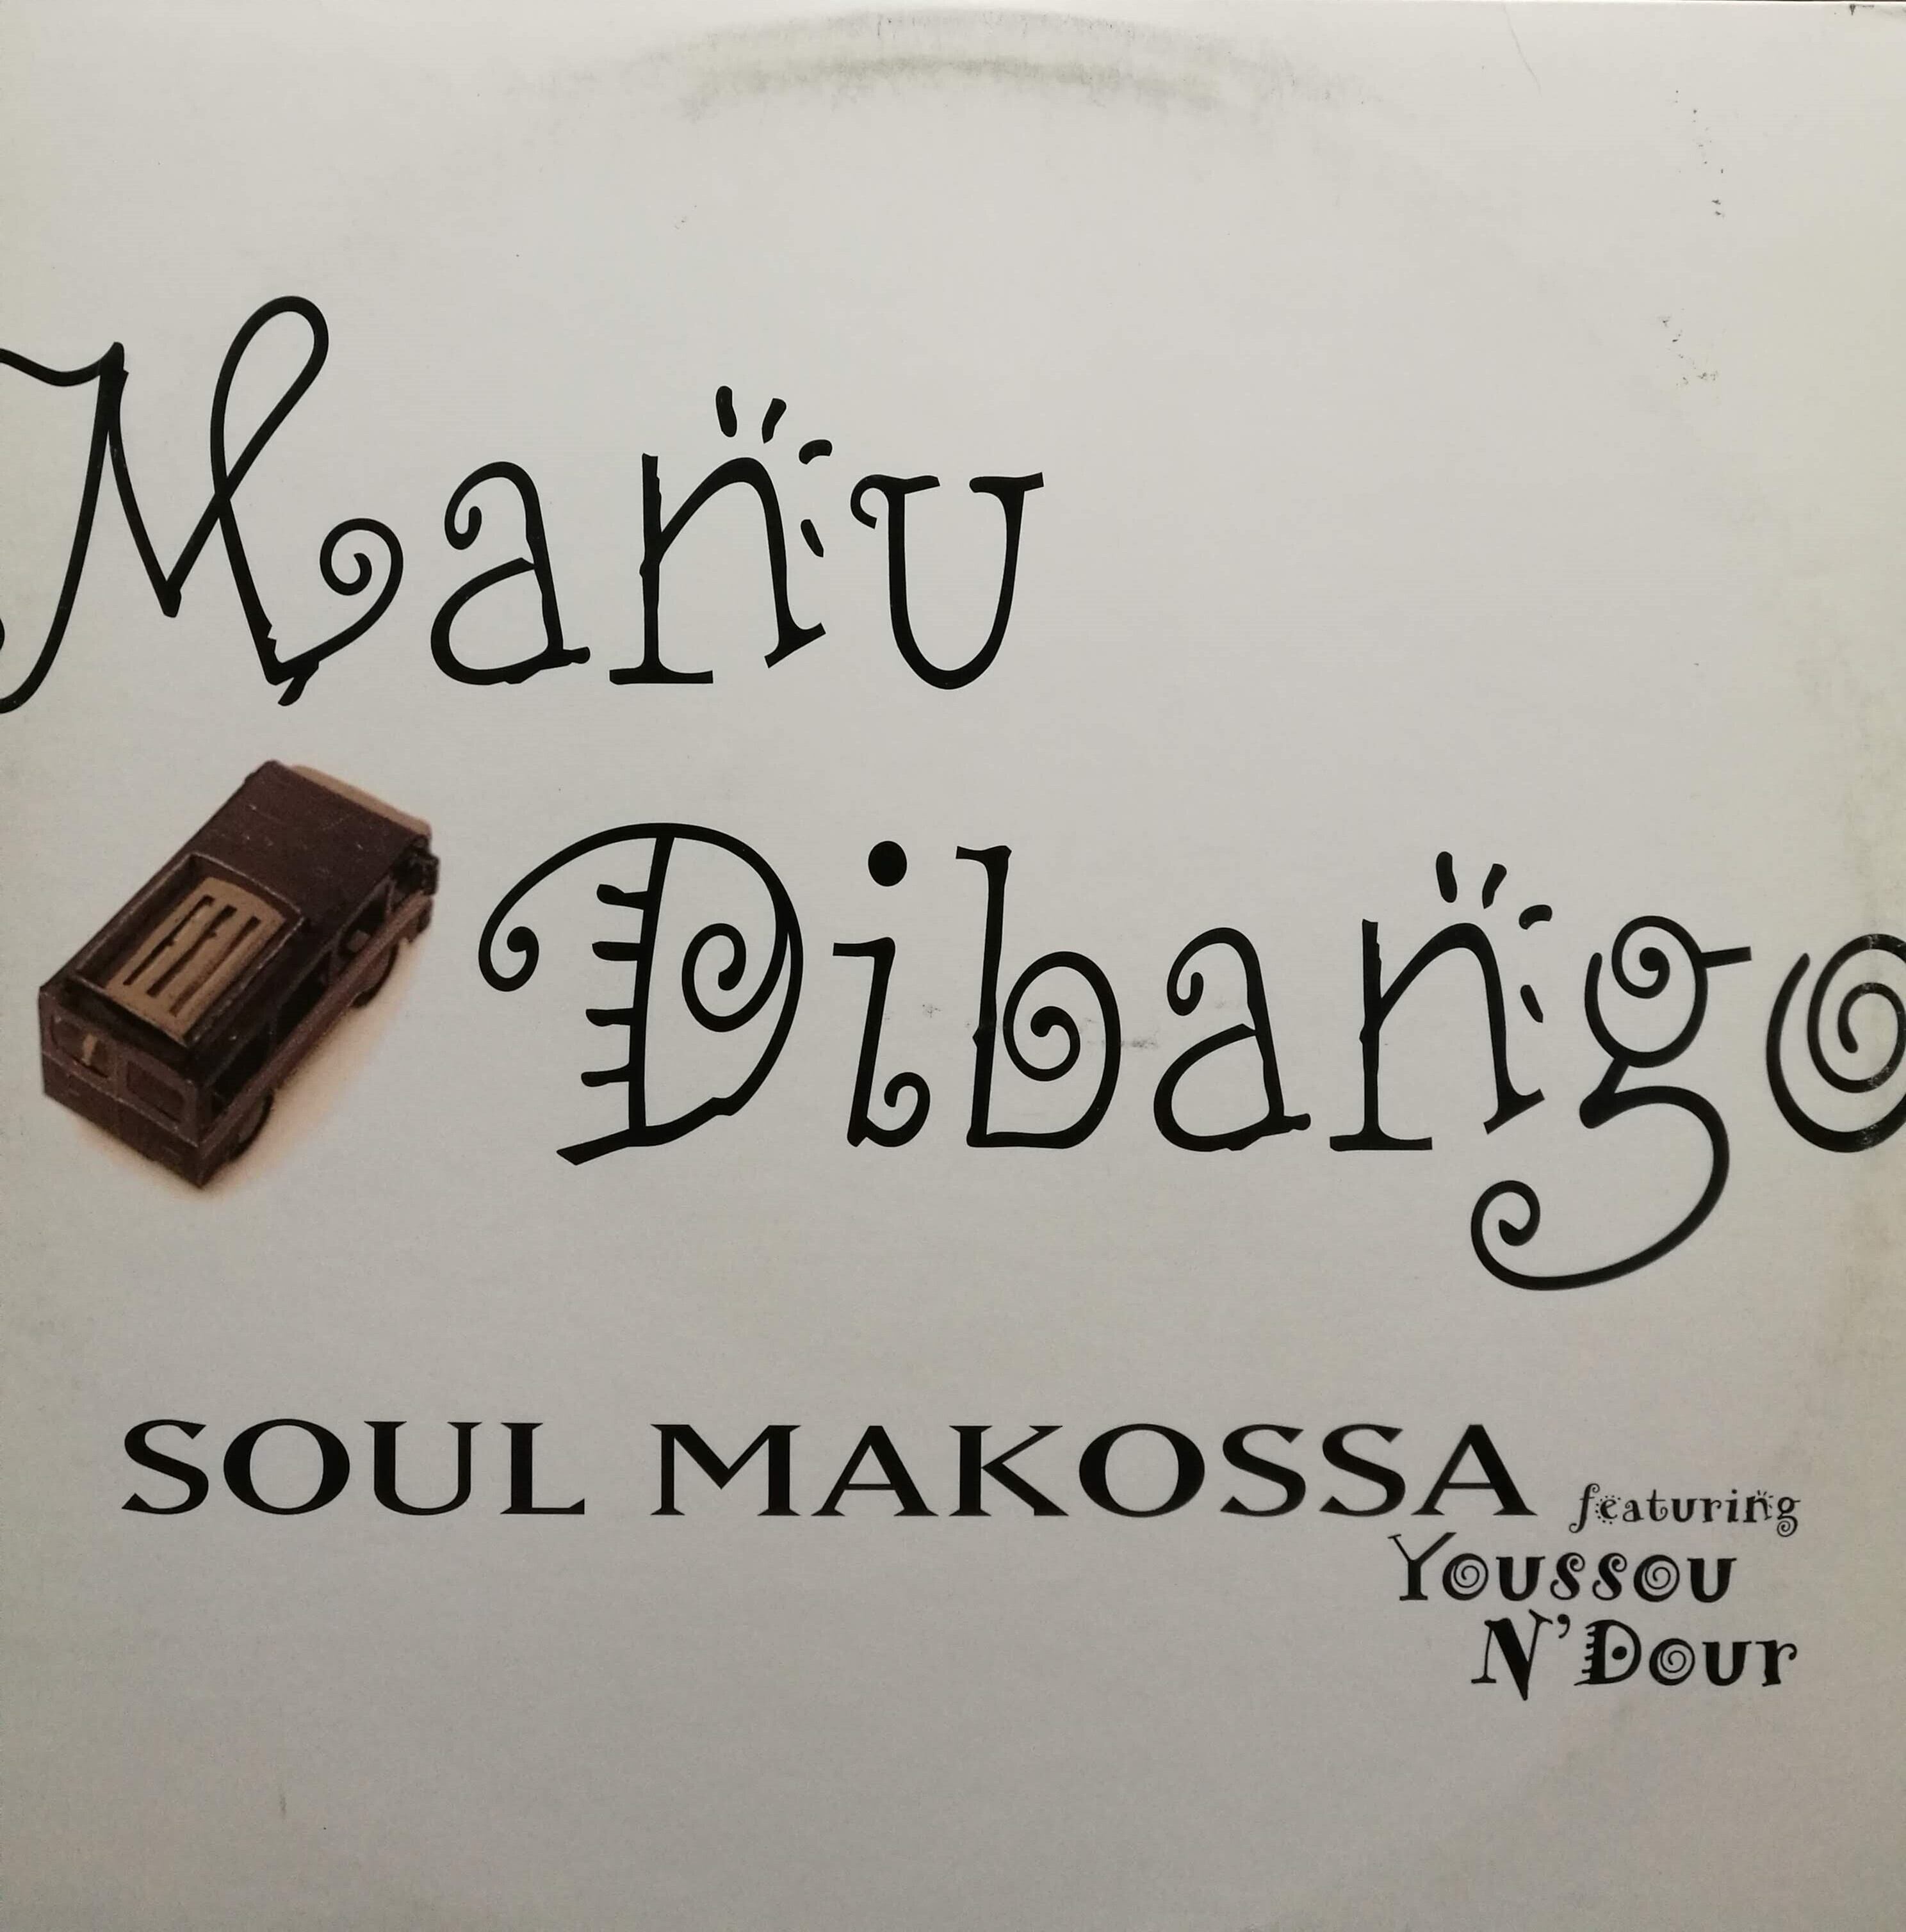 Manu
Dibango
SOUL MAKOSSA featuring
Youssou
N'Dour